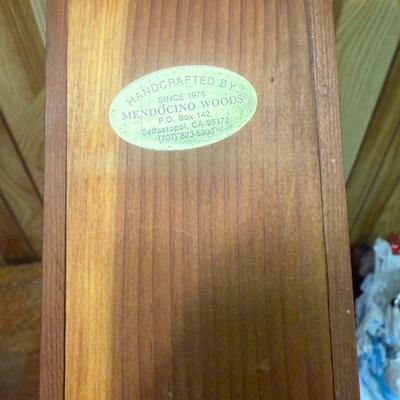 HANDCRAFTED BY
SINCE 1976
MENDOCINO WOODS
P.O. Box 142
Sebastopol, CA 95472
(707) 823-5990